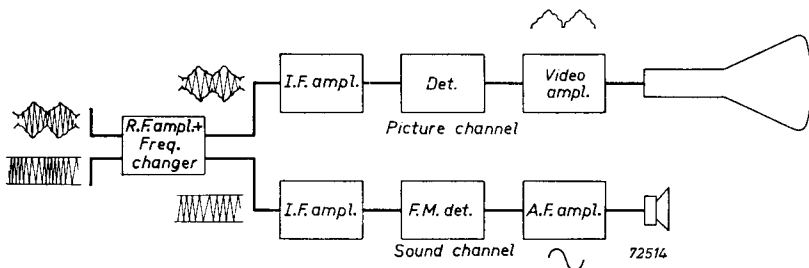 R.F. ampl.+
Freq.
changer
I.F. ampl.
Det.
Video
ampl.
Picture channel
I.F. ampl.
F.M. det.
A.F. ampl.
Sound channel
72514